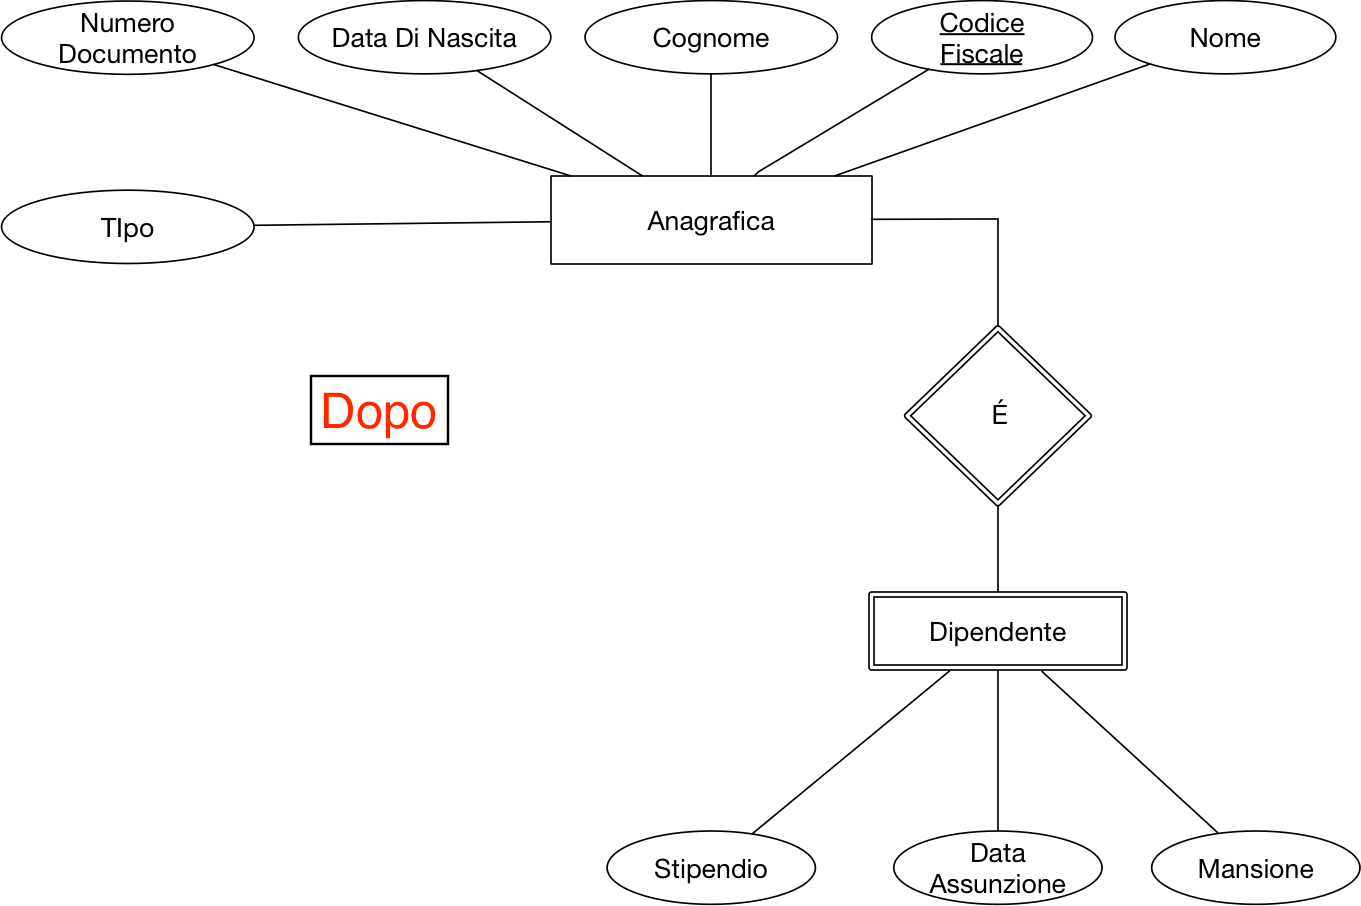 Numero
Documento
Data Di Nascita
Cognome
Codice
Fiscale
Nome
TIpo
Anagrafica
Dopo
É
Dipendente
Stipendio
Data
Assunzione
Mansione